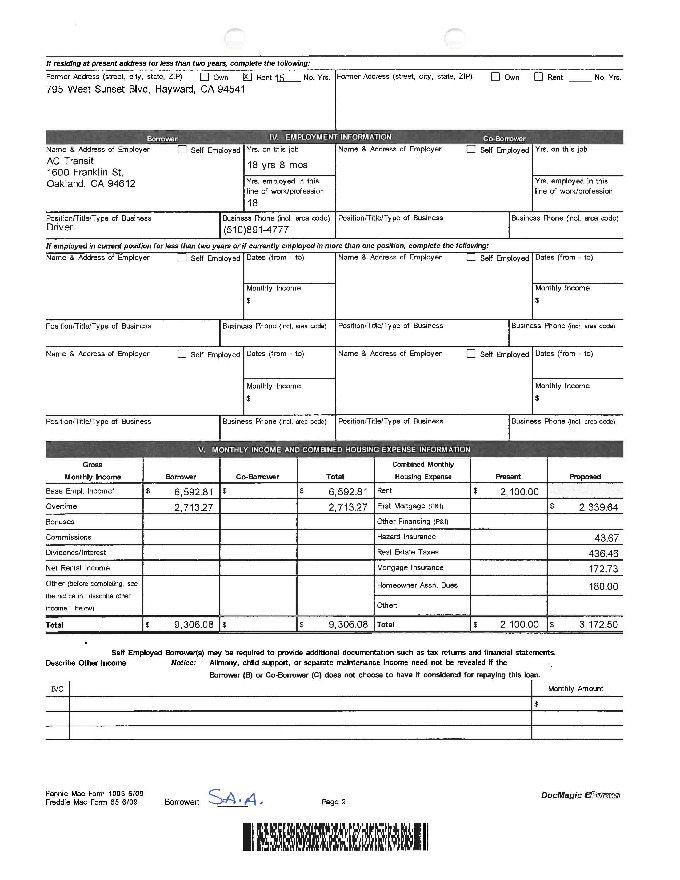 If residing at present address for less than two years, complete the following:
Former Address (street, city, state, ZIP) Own X Rent 15 No. Yrs. Former Address (street, city, state, ZIP) Own Rent No. Yrs.
795 West Sunset Blvd, Hayward, CA 94541
Borrower IV. EMPLOYMENT INFORMATION Co-Borrower
Name & Address of Employer Self Employed Yrs. on this job Name & Address of Employer Self Employed Yrs. on this job
AC Transit
1600 Franklin St,
Oakland, CA 94612
18 yrs 8 mos
Yrs. employed in this line of work/profession Yrs. employed in this line of work/profession
18
Position/Title/Type of Business Business Phone (incl. area code) Position/Title/Type of Business Business Phone (incl. area code)
Driver (510)891-4777
If employed in current position for less than two years or if currently employed in more than one position, complete the following:
Name & Address of Employer Self Employed Dates (from - to) Name & Address of Employer Self Employed Dates (from - to)
Monthly Income Monthly Income
$ $
Position/Title/Type of Business Business Phone (incl. area code) Position/Title/Type of Business Business Phone (incl. area code)
Name & Address of Employer Self Employed Dates (from - to) Name & Address of Employer Self Employed Dates (from - to)
Monthly Income Monthly Income
$ $
Position/Title/Type of Business Business Phone (incl. area code) Position/Title/Type of Business Business Phone (incl. area code)
V. MONTHLY INCOME AND COMBINED HOUSING EXPENSE INFORMATION
Gross Combined Monthly
Monthly Income Borrower Co-Borrower Total Housing Expense Present Proposed
Base Empl. Income* $ 6,592.81 $ $ 6,592.81 Rent $ 2,100.00
Overtime 2,713.27 2,713.27 First Mortgage (P&I) $ 2,339.64
Bonuses Other Financing (P&I)
Commissions Hazard Insurance 43.67
Dividends/Interest Real Estate Taxes 436.46
Net Rental Income Mortgage Insurance 172.73
Other (before completing, see Homeowner Assn. Dues 180.00
the notice in "describe other
income," below) Other:
Total $ 9,306.08 $ $ 9,306.08 Total $ 2,100.00 $ 3,172.50
Self Employed Borrower(s) may be required to provide additional documentation such as tax returns and financial statements.
Describe Other Income Notice: Alimony, child support, or separate maintenance income need not be revealed if the
Borrower (B) or Co-Borrower (C) does not choose to have it considered for repaying this loan.
B/C Monthly Amount
$
Fannie Mae Form 1003 6/09
Freddie Mac Form 65 6/09 Borrower: S.A.A. Page 2 DocMagic